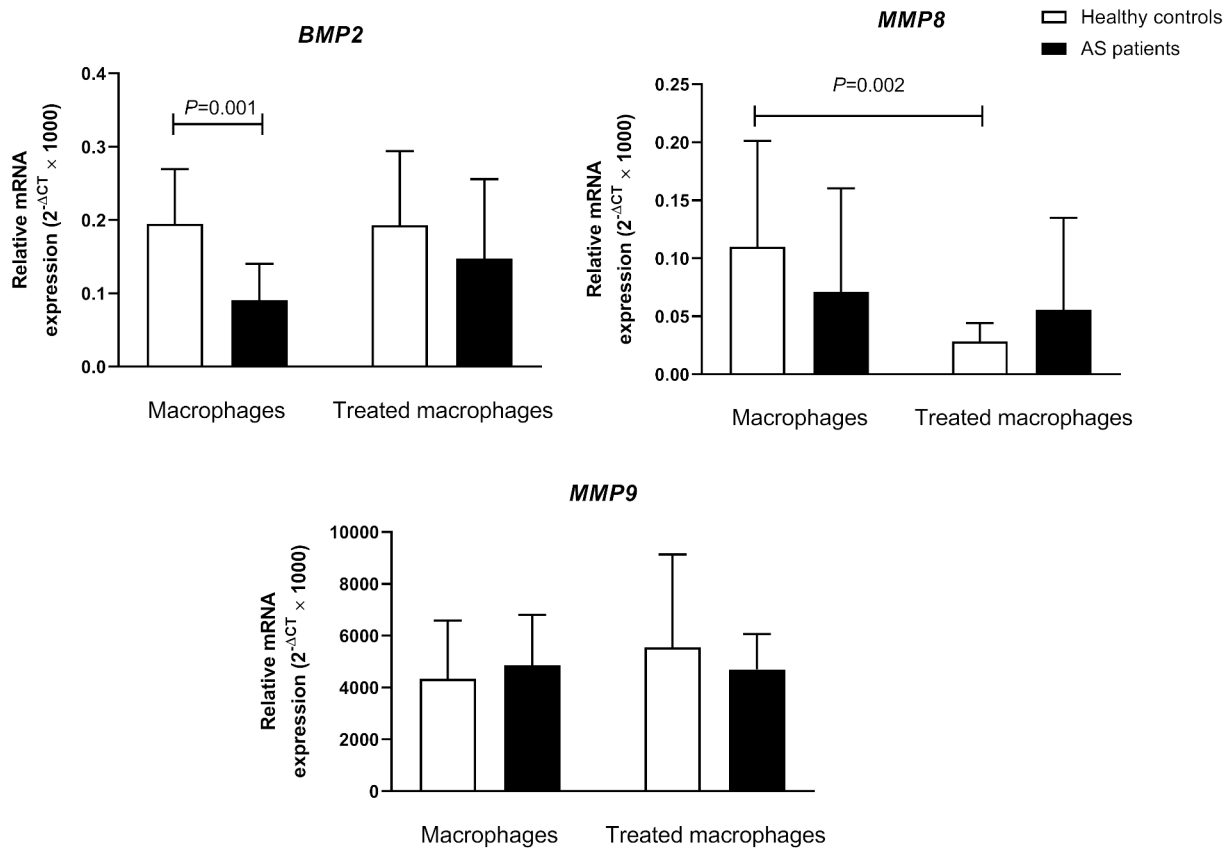 BMP2
0.4
0.3
0.2
0.1
0.0
Relative mRNA
expression (2^-ΔCT × 1000)
P=0.001
Macrophages
Treated macrophages
MMP8
Healthy controls
AS patients
0.25
0.20
0.15
0.10
0.05
0.00
Relative mRNA
expression (2^-ΔCT × 1000)
P=0.002
Macrophages
Treated macrophages
MMP9
10000
8000
6000
4000
2000
0
Relative mRNA
expression (2^-ΔCT × 1000)
Macrophages
Treated macrophages